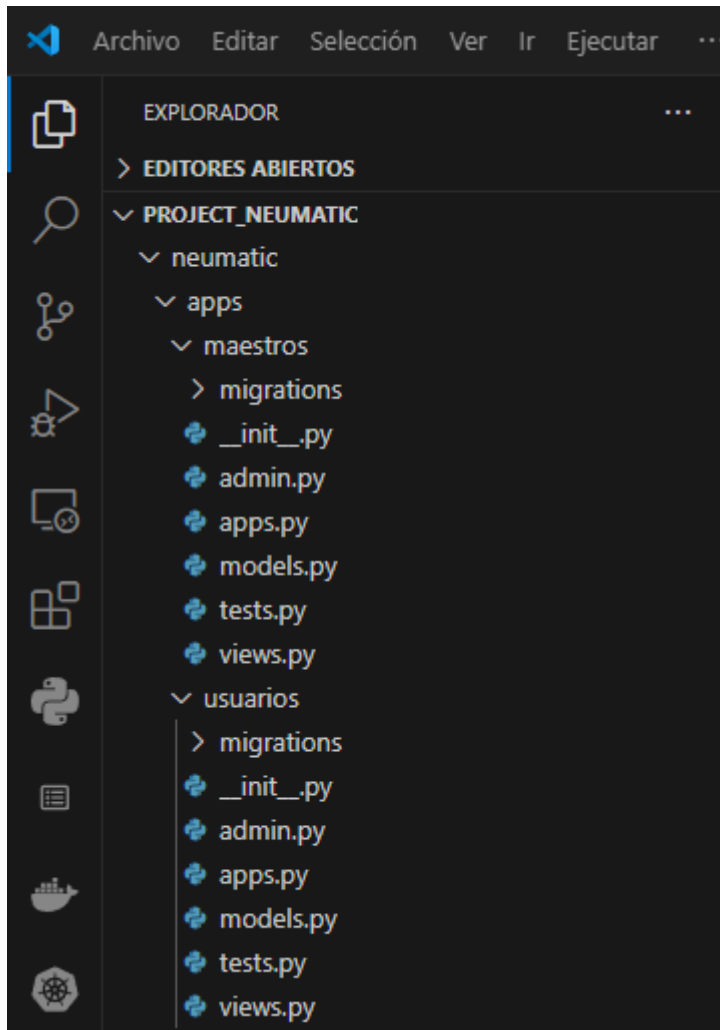 Archivo Editar Selección Ver Ir Ejecutar ...
EXPLORADOR ...
EDITORES ABIERTOS
PROJECT_NEUMATIC
neumatic
apps
maestros
migrations
__init__.py
admin.py
apps.py
models.py
tests.py
views.py
usuarios
migrations
__init__.py
admin.py
apps.py
models.py
tests.py
views.py